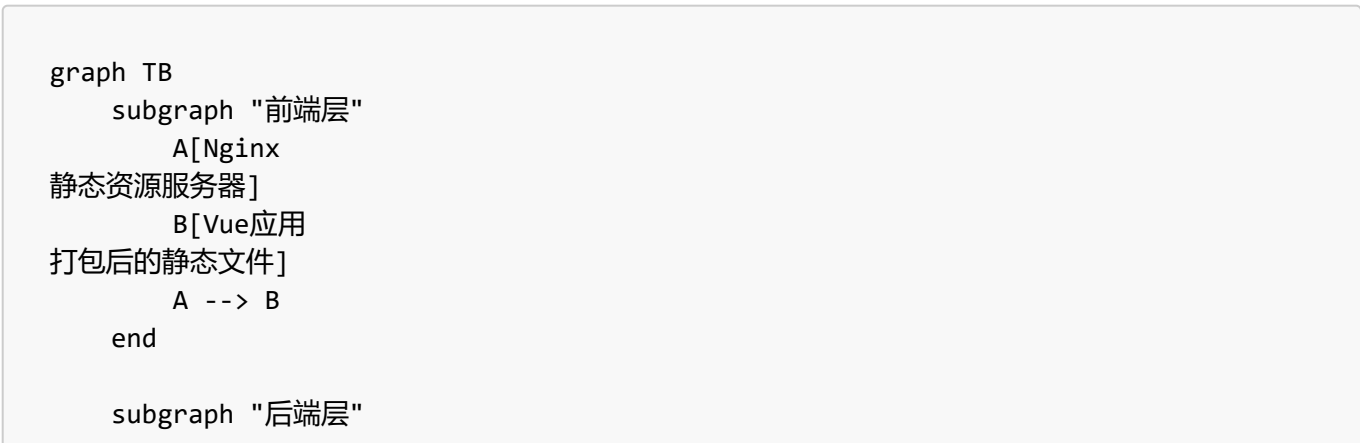 graph TB
    subgraph "前端层"
        A[Nginx
静态资源服务器]
        B[Vue应用
打包后的静态文件]
        A --> B
    end

    subgraph "后端层"